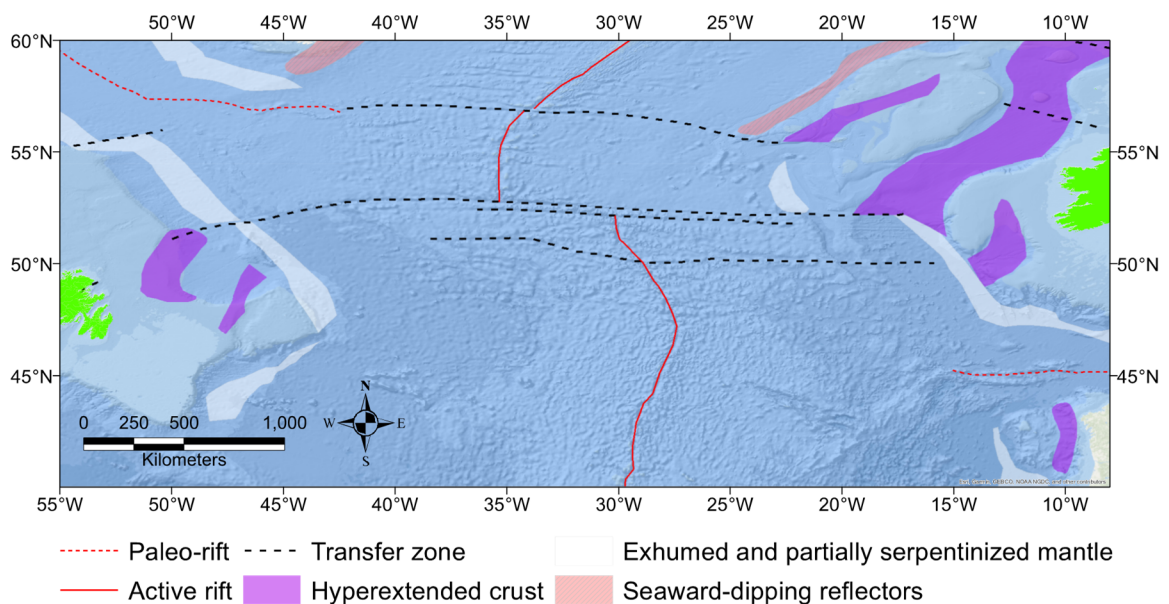 50°W 45°W 40°W 35°W 30°W 25°W 20°W 15°W 10°W
60°N
55°N 55°N
50°N 50°N
45°N 45°N
N
W E
S
0 250 500 1,000
Kilometers
55°W 50°W 45°W 40°W 35°W 30°W 25°W 20°W 15°W 10°W
Paleo-rift Transfer zone Exhumed and partially serpentinized mantle
Active rift Hyperextended crust Seaward-dipping reflectors